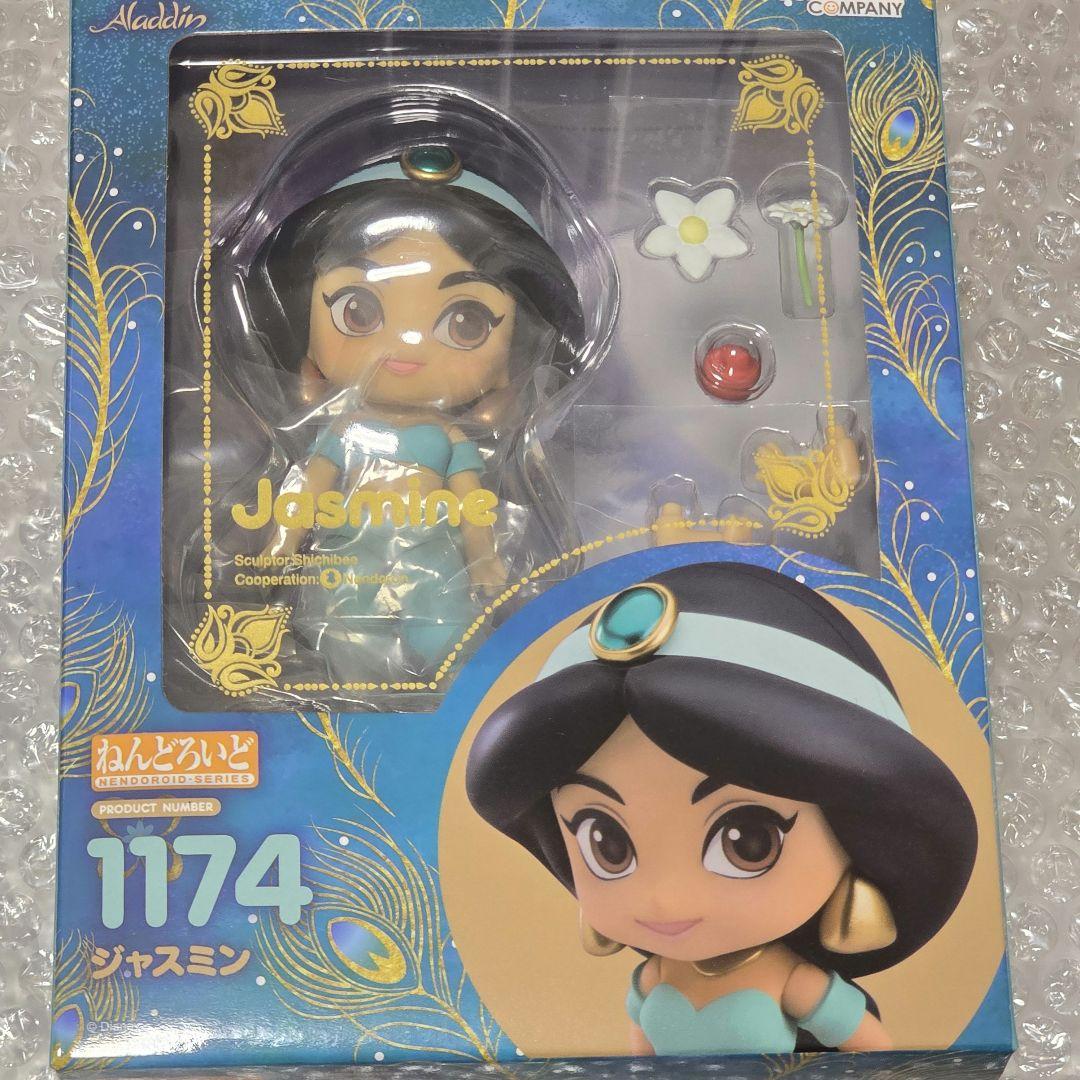 Aladdin
COMPANY
Jasmine
Sculptor:Shichibee
Cooperation: Nendoron
ねんどろいど
NENDOROID-SERIES
PRODUCT NUMBER
1174
ジャスミン
© Disney